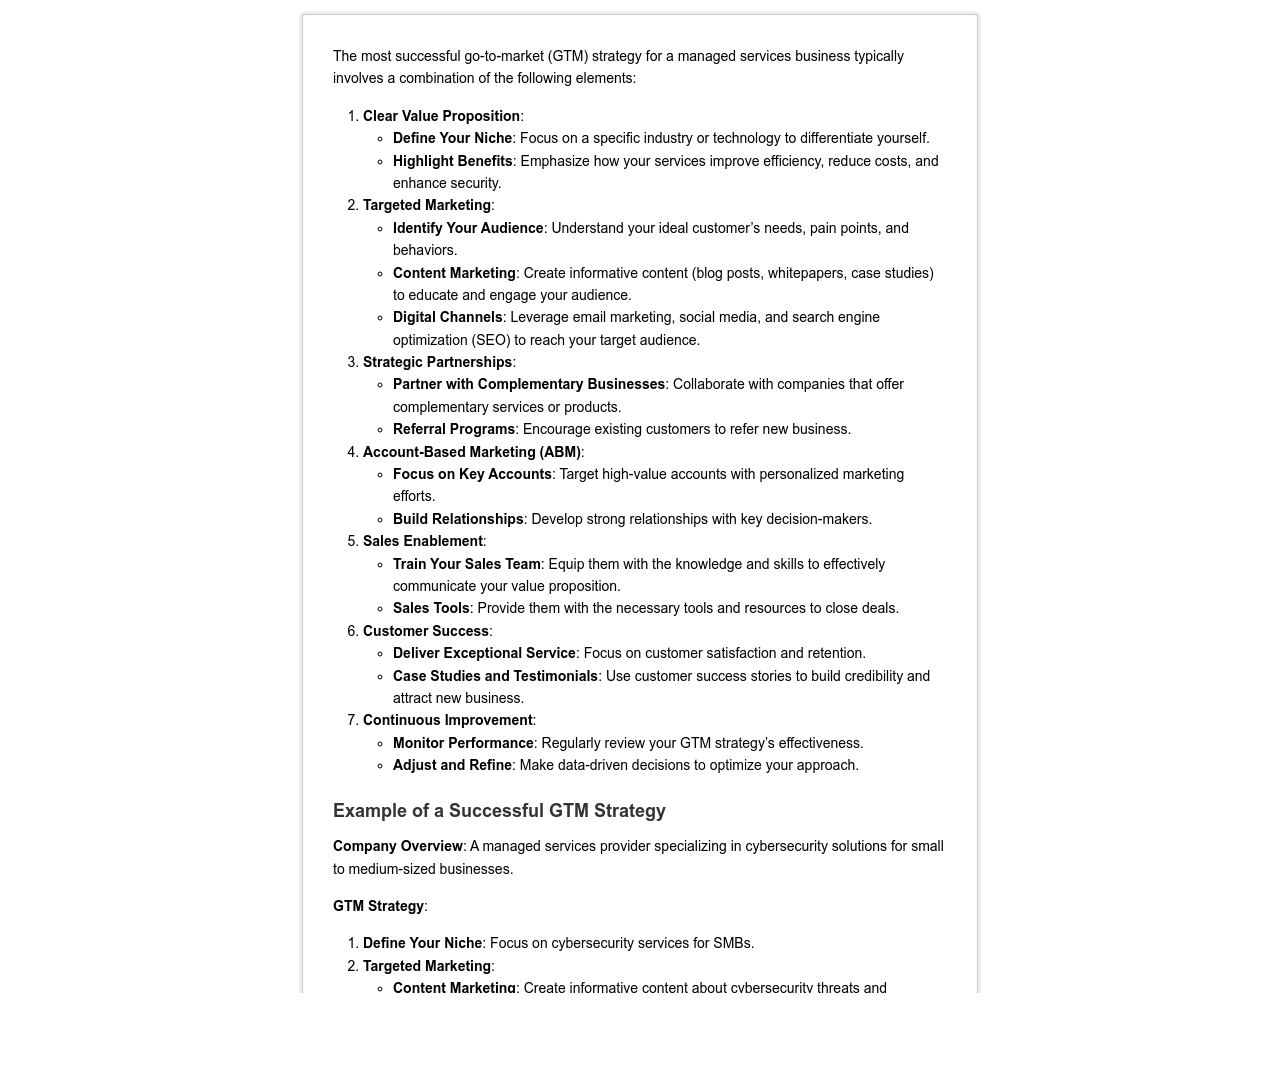 The most successful go-to-market (GTM) strategy for a managed services business typically
involves a combination of the following elements:
1. Clear Value Proposition:
◦ Define Your Niche: Focus on a specific industry or technology to differentiate yourself.
◦ Highlight Benefits: Emphasize how your services improve efficiency, reduce costs, and
enhance security.
2. Targeted Marketing:
◦ Identify Your Audience: Understand your ideal customer’s needs, pain points, and
behaviors.
◦ Content Marketing: Create informative content (blog posts, whitepapers, case studies)
to educate and engage your audience.
◦ Digital Channels: Leverage email marketing, social media, and search engine
optimization (SEO) to reach your target audience.
3. Strategic Partnerships:
◦ Partner with Complementary Businesses: Collaborate with companies that offer
complementary services or products.
◦ Referral Programs: Encourage existing customers to refer new business.
4. Account-Based Marketing (ABM):
◦ Focus on Key Accounts: Target high-value accounts with personalized marketing
efforts.
◦ Build Relationships: Develop strong relationships with key decision-makers.
5. Sales Enablement:
◦ Train Your Sales Team: Equip them with the knowledge and skills to effectively
communicate your value proposition.
◦ Sales Tools: Provide them with the necessary tools and resources to close deals.
6. Customer Success:
◦ Deliver Exceptional Service: Focus on customer satisfaction and retention.
◦ Case Studies and Testimonials: Use customer success stories to build credibility and
attract new business.
7. Continuous Improvement:
◦ Monitor Performance: Regularly review your GTM strategy’s effectiveness.
◦ Adjust and Refine: Make data-driven decisions to optimize your approach.
Example of a Successful GTM Strategy
Company Overview: A managed services provider specializing in cybersecurity solutions for small
to medium-sized businesses.
GTM Strategy:
1. Define Your Niche: Focus on cybersecurity services for SMBs.
2. Targeted Marketing:
◦ Content Marketing: Create informative content about cybersecurity threats and